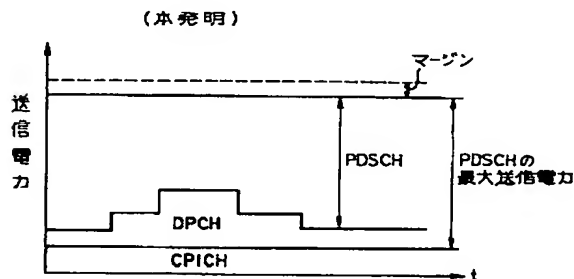 (本発明)
マージン
送信電力
PDSCH
PDSCHの
最大送信電力
DPCH
CPICH
t